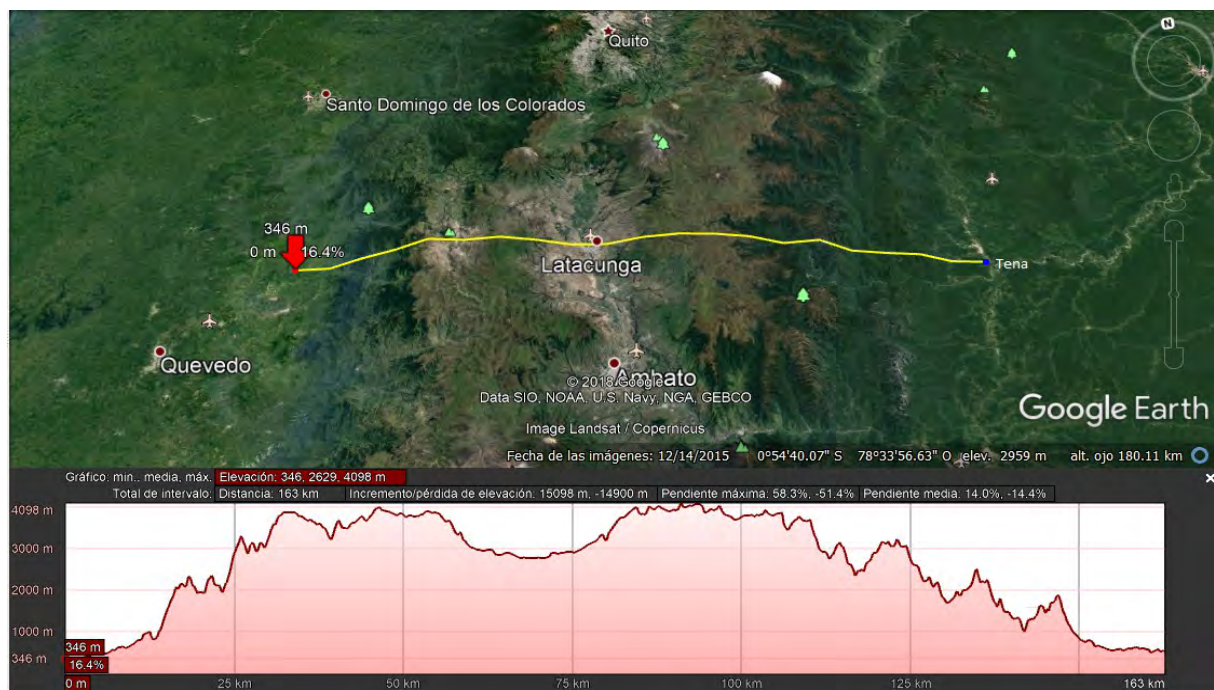 N
Quito
Santo Domingo de los Colorados
346 m
0 m 16.4%
Latacunga
Tena
Quevedo
Ambato
© 2018 Google
Data SIO, NOAA, U.S. Navy, NGA, GEBCO
Image Landsat / Copernicus
Google Earth
Fecha de las imágenes: 12/14/2015 0°54'40.07" S 78°33'56.63" O elev. 2959 m alt. ojo 180.11 km
Gráfico: min., media, máx. Elevación: 346, 2629, 4098 m
Total de intervalo. Distancia: 163 km Incremento/pérdida de elevación: 15098 m, -14900 m Pendiente máxima: 58.3%, -51.4% Pendiente media: 14.0%, -14.4%
4098 m
3000 m
2000 m
1000 m
346 m
346 m
16.4%
0 m 25 km 50 km 75 km 100 km 125 km 163 km